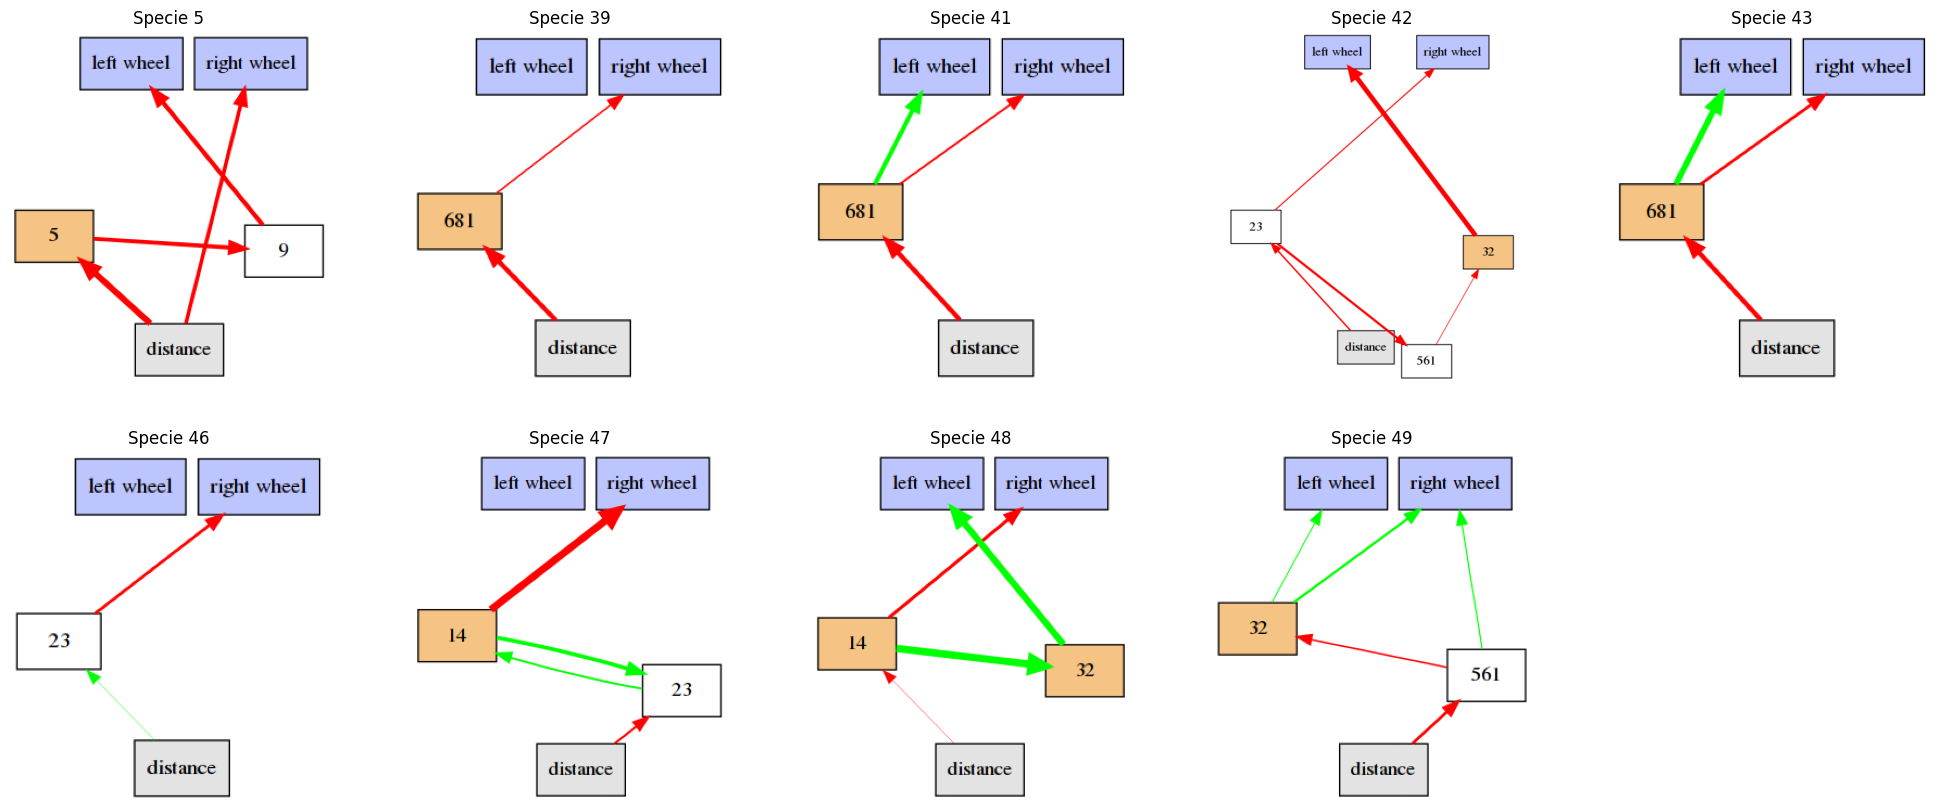 Specie 5
left wheel
right wheel
5
9
distance
Specie 39
left wheel
right wheel
681
distance
Specie 41
left wheel
right wheel
681
distance
Specie 42
left wheel
right wheel
23
32
distance
561
Specie 43
left wheel
right wheel
681
distance
Specie 46
left wheel
right wheel
23
distance
Specie 47
left wheel
right wheel
14
23
distance
Specie 48
left wheel
right wheel
14
32
distance
Specie 49
left wheel
right wheel
32
561
distance